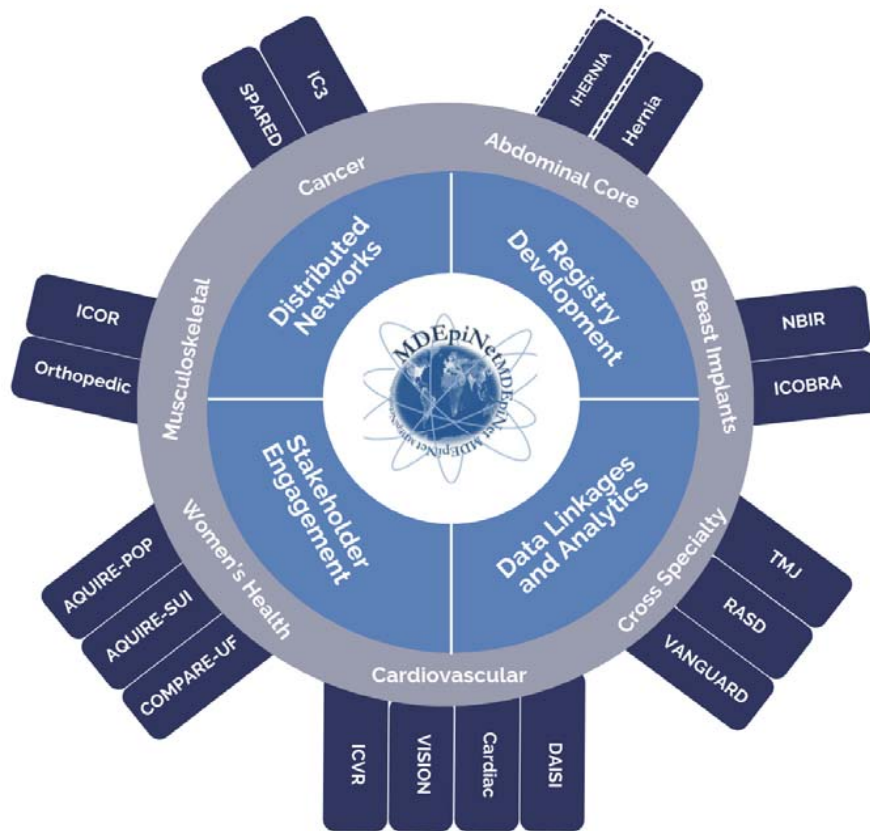 SPARED
IC3
IHERNIA
Hernia
Cancer
Abdominal Core
Distributed
Networks
Registry
Development
Musculoskeletal
Breast Implants
ICOR
Orthopedic
NBIR
ICOBRA
MDEpiNetMDEpiNet MDEpiNetMDEpiNet
Stakeholder
Engagement
Data Linkages
and Analytics
Women's Health
Cross Specialty
AQUIRE-POP
AQUIRE-SUI
COMPARE-UF
TMJ
RASD
VANGUARD
Cardiovascular
ICVR
VISION
Cardiac
DAISI